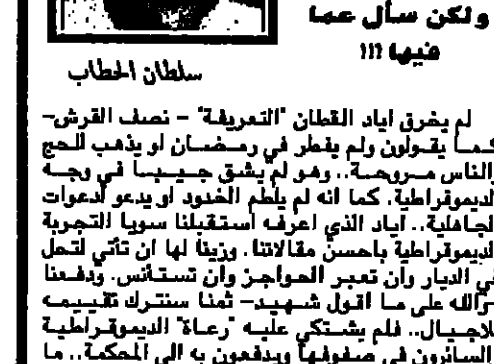 ولكن سأل عما
فيها !!!
سلطان الحطاب
لم يخرق اياد القطان "التعريفة" – نصف القرش–
كما يقولون ولم يفطر في رمضان او يذهب للحج
والناس مروحة.. وهو لم يشق جيبا في وجه
الديموقراطية، كما انه لم يلطم الخدود او يدعو لدعوات
الجاهلية.. اياد الذي اعرفه استقبلنا سويا التجربة
الديموقراطية باحسن مقالاتنا، وزينا لها ان تأتي لتحل
في الديار وأن تعبر الحواجز وان تستأنس. ودفعنا
–والله على ما اقول شهيد– ثمنا سنترك تقييمه
للاجيال.. فلم يشتكي عليه "رعاة" الديموقراطية
السائرون في صفوفها ويدفعون به الى المحكمة.. ما